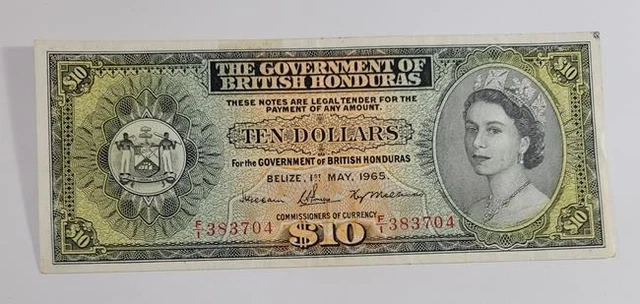 $10
$10
THE GOVERNMENT OF
BRITISH HONDURAS
THESE NOTES ARE LEGAL TENDER FOR THE
PAYMENT OF ANY AMOUNT.
TEN DOLLARS
For the GOVERNMENT OF BRITISH HONDURAS
BELIZE, 1ST MAY, 1965.
COMMISSIONERS OF CURRENCY
F/1 383704
F/1 383704
$10
$10
$10